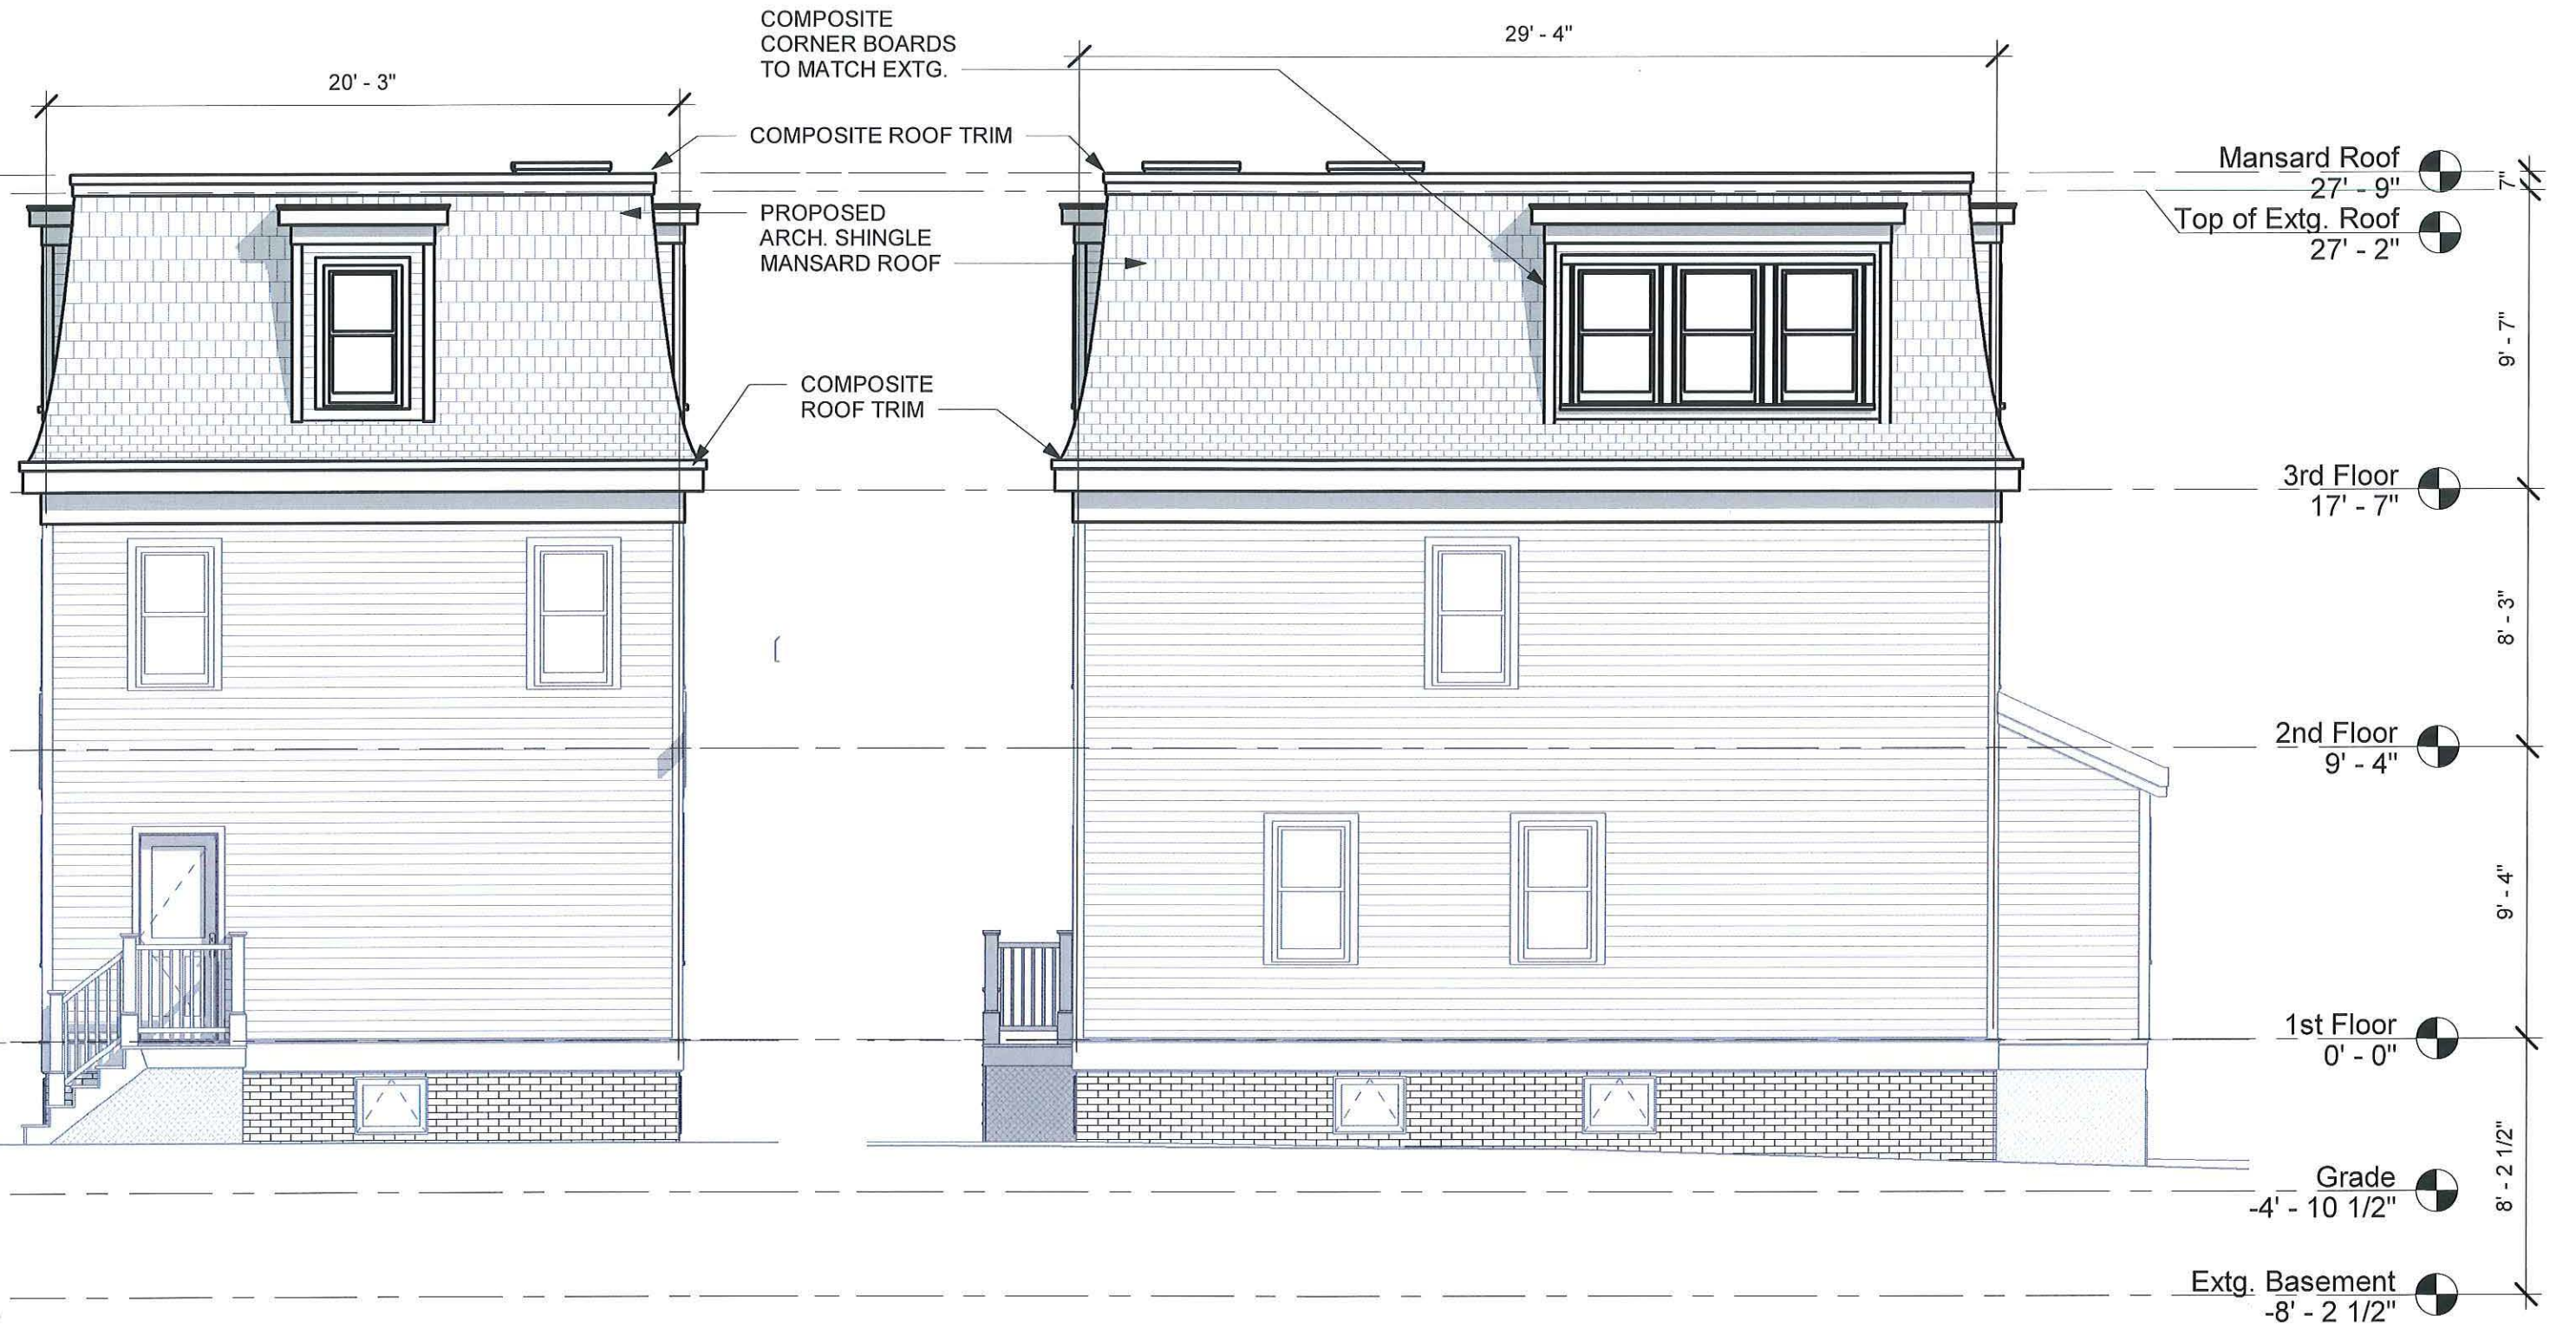 COMPOSITE
CORNER BOARDS
TO MATCH EXTG.
29' - 4"
20' - 3"
COMPOSITE ROOF TRIM
PROPOSED
ARCH. SHINGLE
MANSARD ROOF
COMPOSITE
ROOF TRIM
Mansard Roof
27' - 9"
7"
Top of Extg. Roof
27' - 2"
9' - 7"
3rd Floor
17' - 7"
8' - 3"
2nd Floor
9' - 4"
9' - 4"
1st Floor
0' - 0"
8' - 2 1/2"
Grade
-4' - 10 1/2"
Extg. Basement
-8' - 2 1/2"